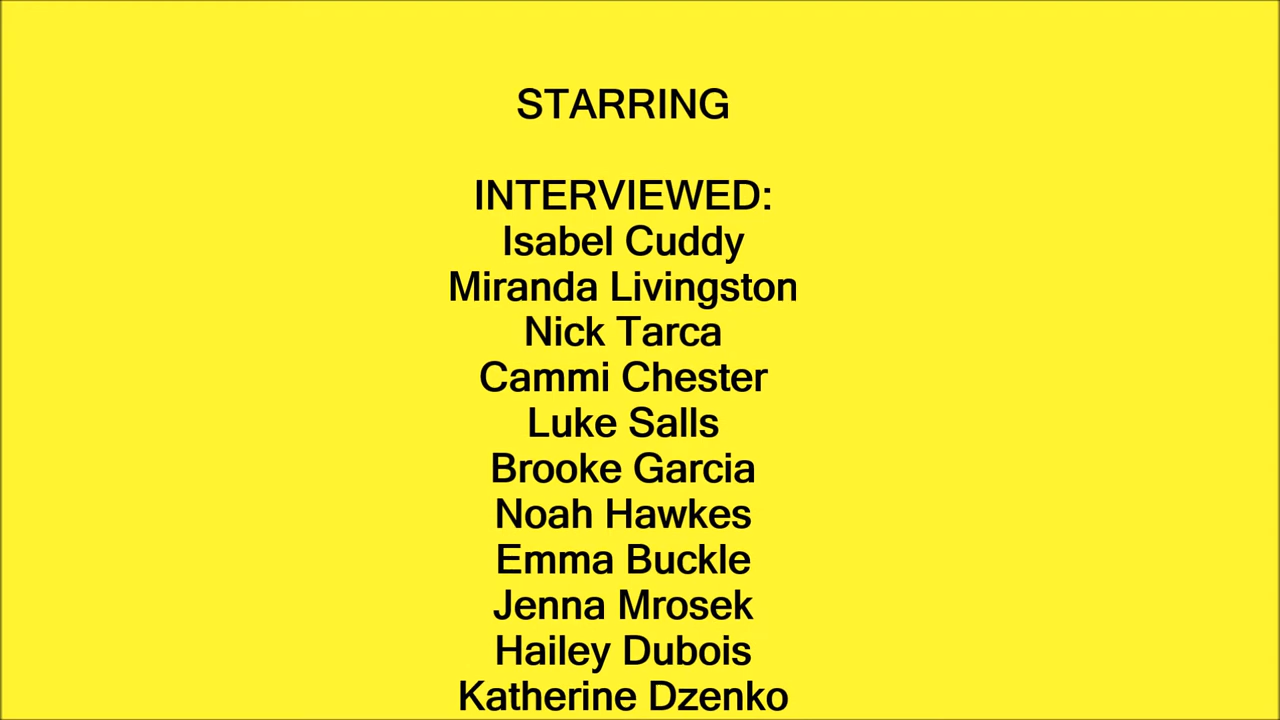 STARRING
INTERVIEWED:
Isabel Cuddy
Miranda Livingston
Nick Tarca
Cammi Chester
Luke Salls
Brooke Garcia
Noah Hawkes
Emma Buckle
Jenna Mrosek
Hailey Dubois
Katherine Dzenko